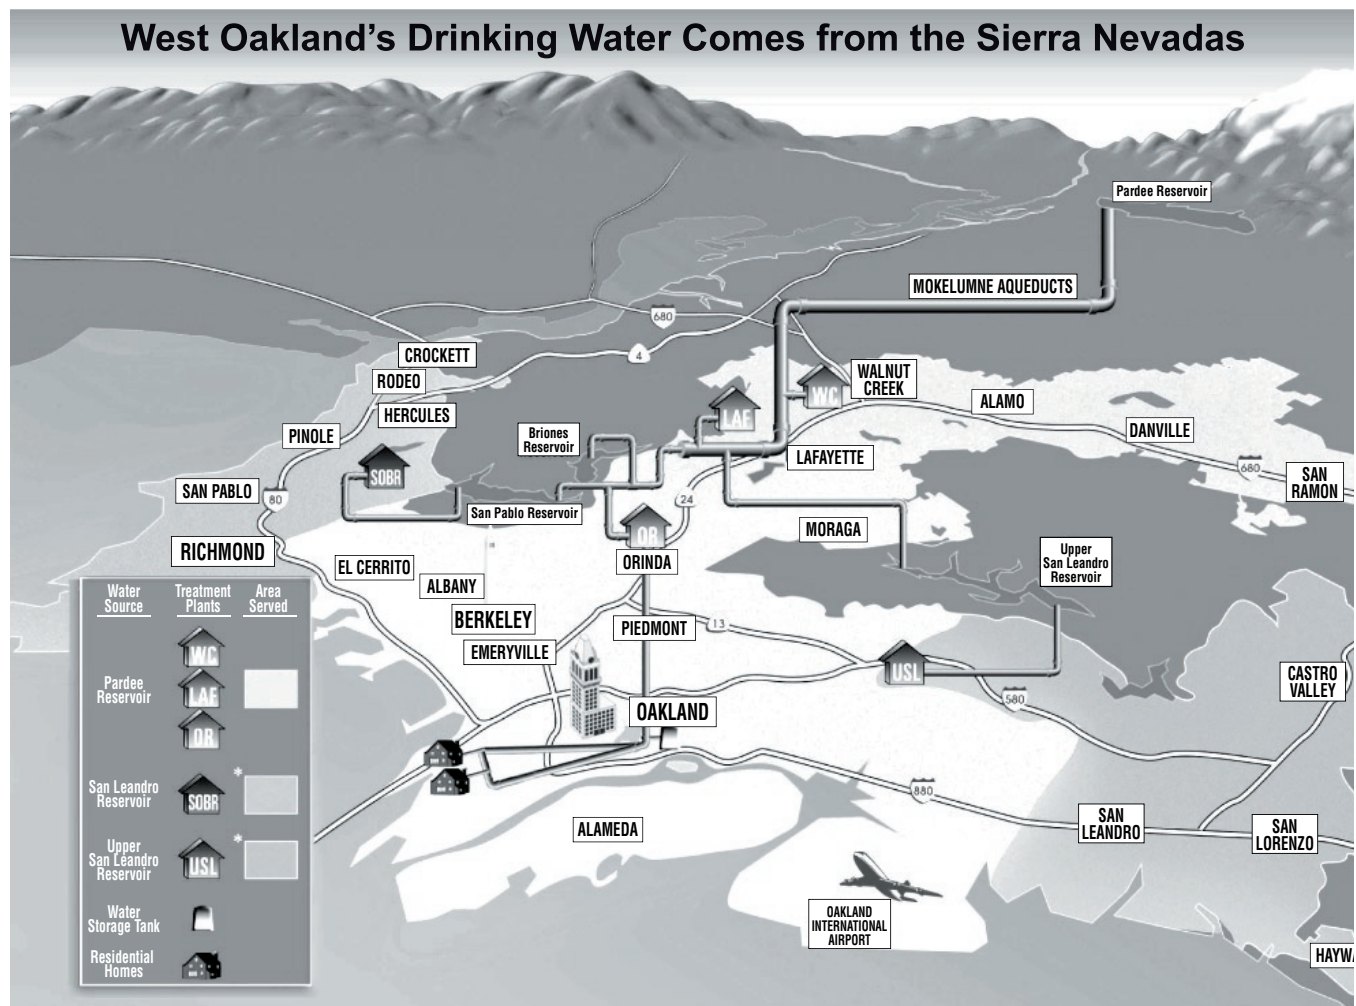 West Oakland's Drinking Water Comes from the Sierra Nevadas
Pardee Reservoir
MOKELUMNE AQUEDUCTS
680
4
CROCKETT
RODEO
HERCULES
WALNUT
CREEK
WC
LAF
ALAMO
DANVILLE
PINOLE
Briones
Reservoir
LAFAYETTE
680
SAN
RAMON
SOBR
SAN PABLO
80
24
San Pablo Reservoir
MORAGA
OR
RICHMOND
ORINDA
Upper
San Leandro
Reservoir
EL CERRITO
ALBANY
BERKELEY
PIEDMONT
13
EMERYVILLE
USL
CASTRO
VALLEY
580
OAKLAND
880
ALAMEDA
SAN
LEANDRO
SAN
LORENZO
OAKLAND
INTERNATIONAL
AIRPORT
HAYWA
Water
Source
Treatment
Plants
Area
Served
WC
Pardee
Reservoir
LAF
OR
San Leandro
Reservoir
SOBR
*
Upper
San Leandro
Reservoir
USL
*
Water
Storage Tank
Residential
Homes